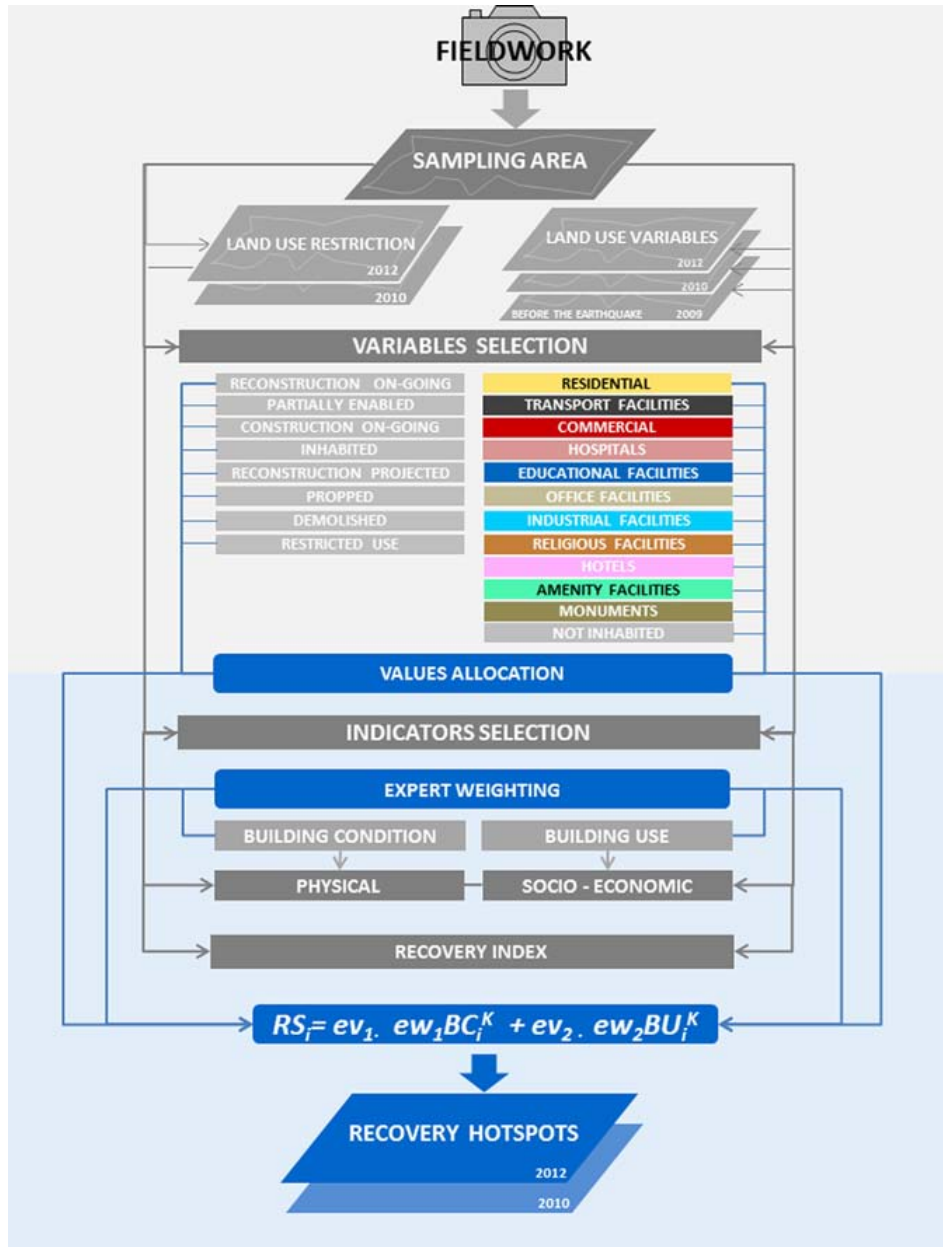 FIELDWORK
SAMPLING AREA
LAND USE RESTRICTION
2012
2010
LAND USE VARIABLES
2012
2010
BEFORE THE EARTHQUAKE 2009
VARIABLES SELECTION
RECONSTRUCTION ON-GOING
PARTIALLY ENABLED
CONSTRUCTION ON-GOING
INHABITED
RECONSTRUCTION PROJECTED
PROPPED
DEMOLISHED
RESTRICTED USE
RESIDENTIAL
TRANSPORT FACILITIES
COMMERCIAL
HOSPITALS
EDUCATIONAL FACILITIES
OFFICE FACILITIES
INDUSTRIAL FACILITIES
RELIGIOUS FACILITIES
HOTELS
AMENITY FACILITIES
MONUMENTS
NOT INHABITED
VALUES ALLOCATION
INDICATORS SELECTION
EXPERT WEIGHTING
BUILDING CONDITION
BUILDING USE
PHYSICAL
SOCIO - ECONOMIC
RECOVERY INDEX
RSᵢ= ev₁. ew₁BCᵢᴷ + ev₂ . ew₂BUᵢᴷ
RECOVERY HOTSPOTS
2012
2010